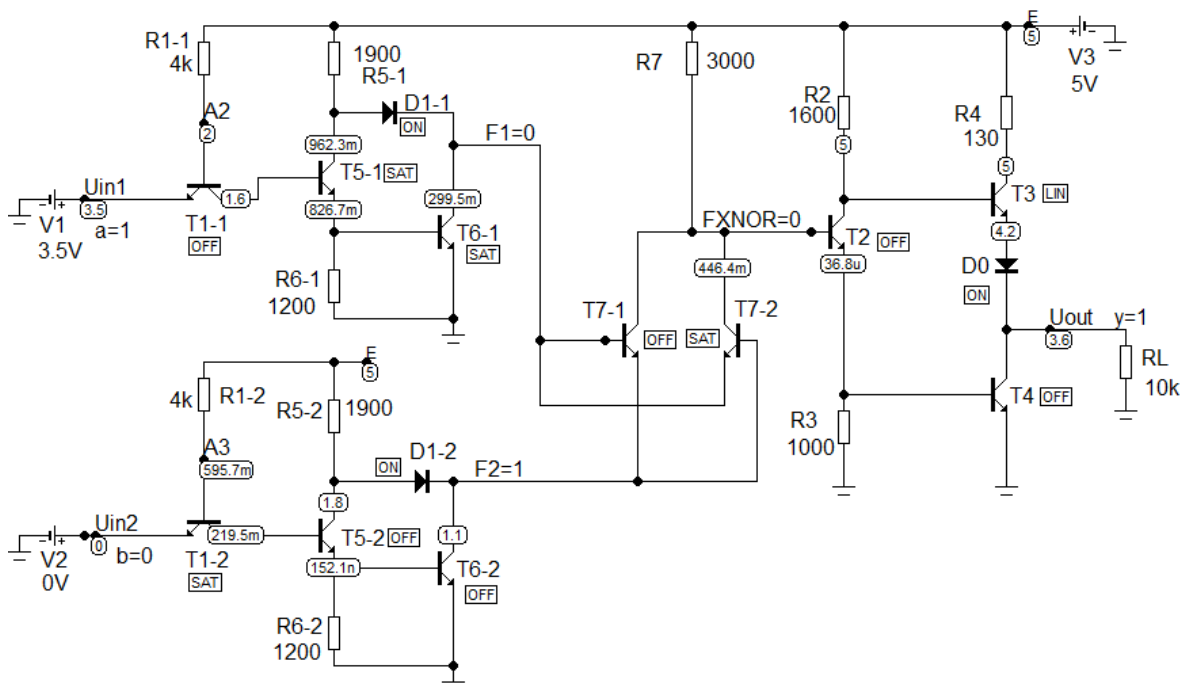 E
5
+ -
V3
5V
R1-1
4k
1900
R5-1
R7
3000
R2
1600
R4
130
A2
2
D1-1
ON
F1=0
962.3m
5
5
T5-1
SAT
T3
LIN
- +
Uin1
3.5
1.6
V1
3.5V
a=1
T1-1
OFF
826.7m
299.5m
T6-1
SAT
FXNOR=0
T2
OFF
4.2
446.4m
36.8u
D0
ON
R6-1
1200
T7-1
OFF
SAT
T7-2
Uout
y=1
3.6
RL
10k
E
5
4k
R1-2
R5-2
1900
R3
1000
T4
OFF
A3
595.7m
D1-2
ON
F2=1
1.8
- +
Uin2
0
219.5m
T5-2
OFF
1.1
V2
0V
b=0
T1-2
SAT
152.1n
T6-2
OFF
R6-2
1200